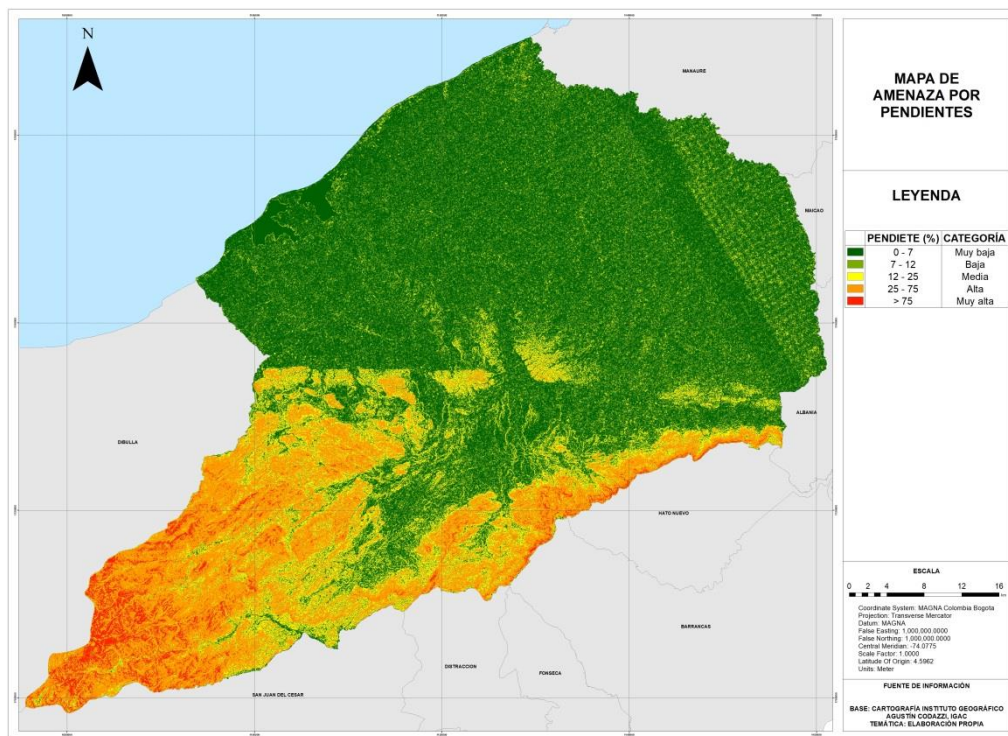 N
MANAURE
MAICAO
ALBANIA
DIBULLA
HATO NUEVO
BARRANCAS
DISTRACCION
FONSECA
SAN JUAN DEL CESAR
MAPA DE
AMENAZA POR
PENDIENTES
LEYENDA
PENDIETE (%) CATEGORÍA
0 - 7 Muy baja
7 - 12 Baja
12 - 25 Media
25 - 75 Alta
> 75 Muy alta
ESCALA
0 2 4 8 12 16
Coordinate System: MAGNA Colombia Bogota
Projection: Transverse Mercator
Datum: MAGNA
False Easting: 1,000,000.0000
False Northing: 1,000,000.0000
Central Meridian: -74.0775
Scale Factor: 1.0000
Latitude Of Origin: 4.5962
Units: Meter
FUENTE DE INFORMACIÓN
BASE: CARTOGRAFÍA INSTITUTO GEOGRÁFICO
AGUSTÍN CODAZZI, IGAC
TEMÁTICA: ELABORACIÓN PROPIA